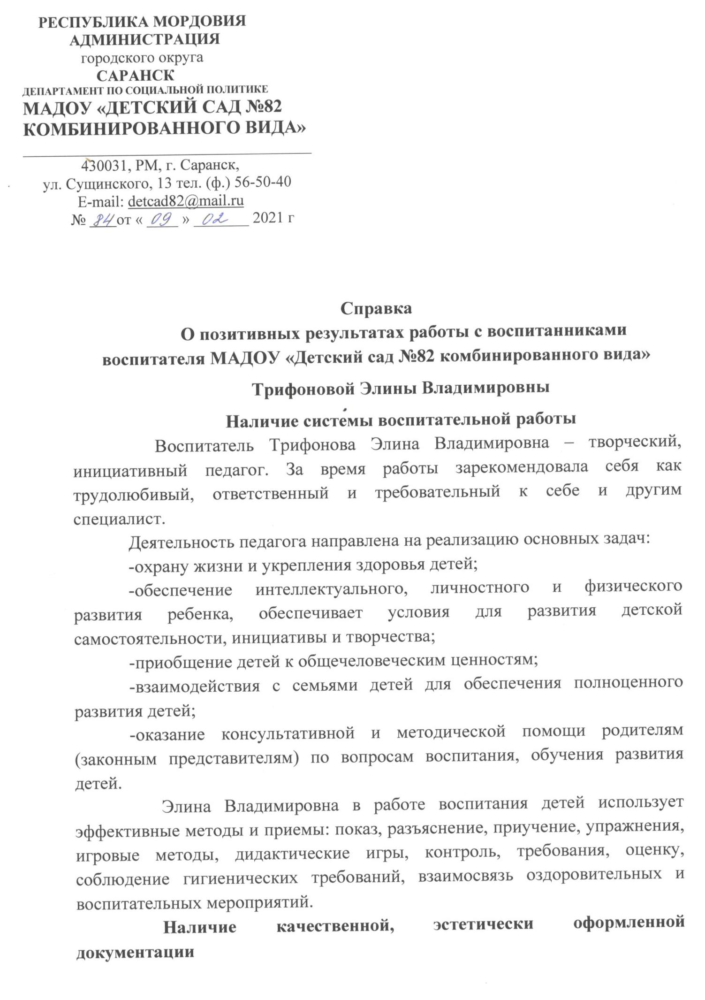 РЕСПУБЛИКА МОРДОВИЯ
АДМИНИСТРАЦИЯ
городского округа
САРАНСК
ДЕПАРТАМЕНТ ПО СОЦИАЛЬНОЙ ПОЛИТИКЕ
МАДОУ «ДЕТСКИЙ САД №82
КОМБИНИРОВАННОГО ВИДА»
430031, РМ, г. Саранск,
ул. Сущинского, 13 тел. (ф.) 56-50-40
E-mail: detcad82@mail.ru
№ 84 от « 09 » 02 2021 г
Справка
О позитивных результатах работы с воспитанниками
воспитателя МАДОУ «Детский сад №82 комбинированного вида»
Трифоновой Элины Владимировны
Наличие системы воспитательной работы
Воспитатель Трифонова Элина Владимировна – творческий,
инициативный педагог. За время работы зарекомендовала себя как
трудолюбивый, ответственный и требовательный к себе и другим
специалист.
Деятельность педагога направлена на реализацию основных задач:
-охрану жизни и укрепления здоровья детей;
-обеспечение интеллектуального, личностного и физического
развития ребенка, обеспечивает условия для развития детской
самостоятельности, инициативы и творчества;
-приобщение детей к общечеловеческим ценностям;
-взаимодействия с семьями детей для обеспечения полноценного
развития детей;
-оказание консультативной и методической помощи родителям
(законным представителям) по вопросам воспитания, обучения развития
детей.
Элина Владимировна в работе воспитания детей использует
эффективные методы и приемы: показ, разъяснение, приучение, упражнения,
игровые методы, дидактические игры, контроль, требования, оценку,
соблюдение гигиенических требований, взаимосвязь оздоровительных и
воспитательных мероприятий.
Наличие качественной, эстетически оформленной
документации